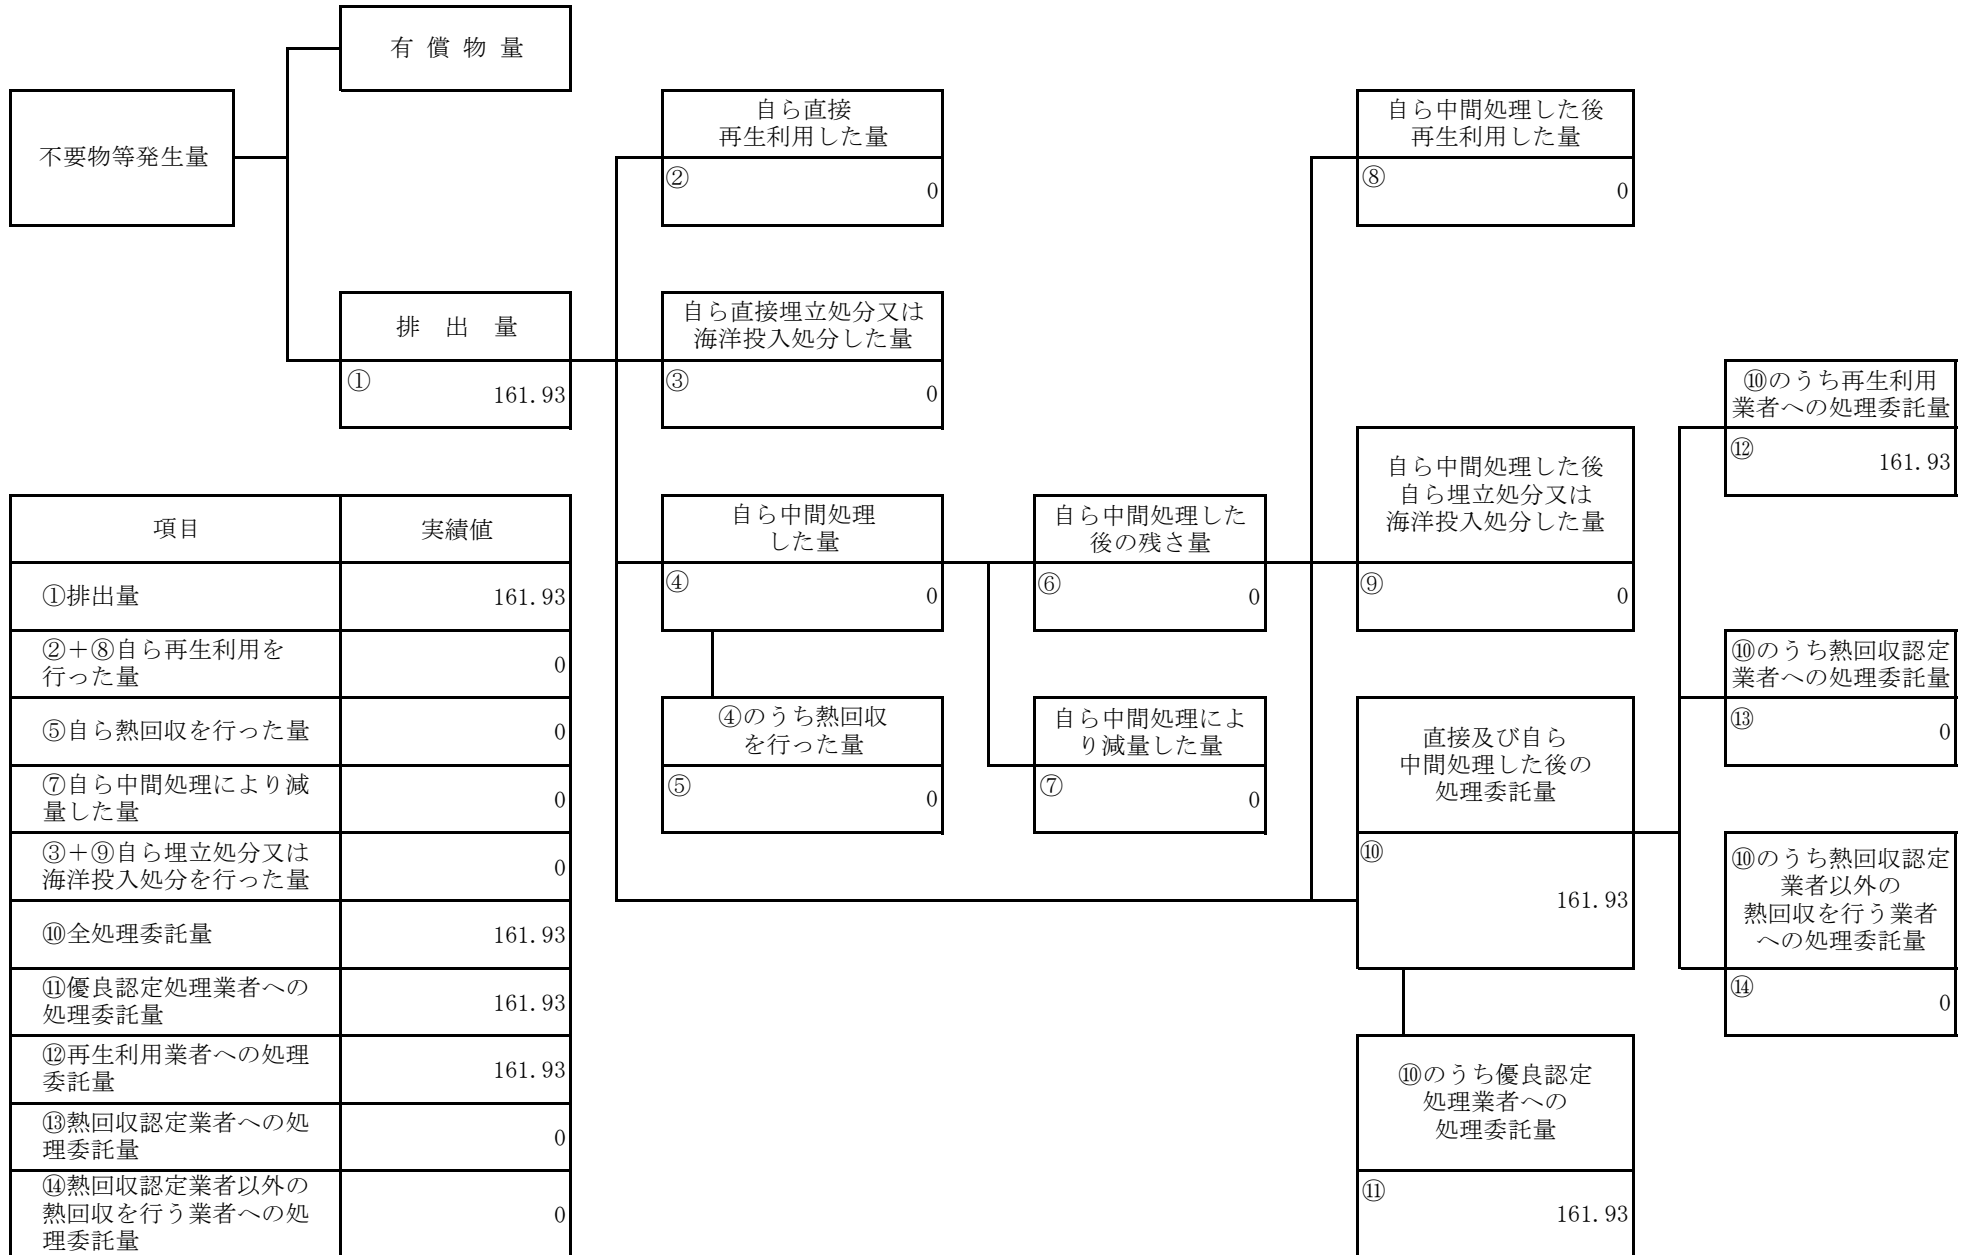 有償物量
不要物等発生量
排出量
①
161.93
自ら直接
再生利用した量
②
0
自ら直接埋立処分又は
海洋投入処分した量
③
0
自ら中間処理
した量
④
0
④のうち熱回収
を行った量
⑤
0
自ら中間処理した
後の残さ量
⑥
0
自ら中間処理によ
り減量した量
⑦
0
自ら中間処理した後
再生利用した量
⑧
0
自ら中間処理した後
自ら埋立処分又は
海洋投入処分した量
⑨
0
直接及び自ら
中間処理した後の
処理委託量
⑩
161.93
⑩のうち優良認定
処理業者への
処理委託量
⑪
161.93
⑩のうち再生利用
業者への処理委託量
⑫
161.93
⑩のうち熱回収認定
業者への処理委託量
⑬
0
⑩のうち熱回収認定
業者以外の
熱回収を行う業者
への処理委託量
⑭
0
項目 実績値
①排出量 161.93
②+⑧自ら再生利用を
行った量 0
⑤自ら熱回収を行った量 0
⑦自ら中間処理により減
量した量 0
③+⑨自ら埋立処分又は
海洋投入処分を行った量 0
⑩全処理委託量 161.93
⑪優良認定処理業者への
処理委託量 161.93
⑫再生利用業者への処理
委託量 161.93
⑬熱回収認定業者への処
理委託量 0
⑭熱回収認定業者以外の
熱回収を行う業者への処
理委託量 0